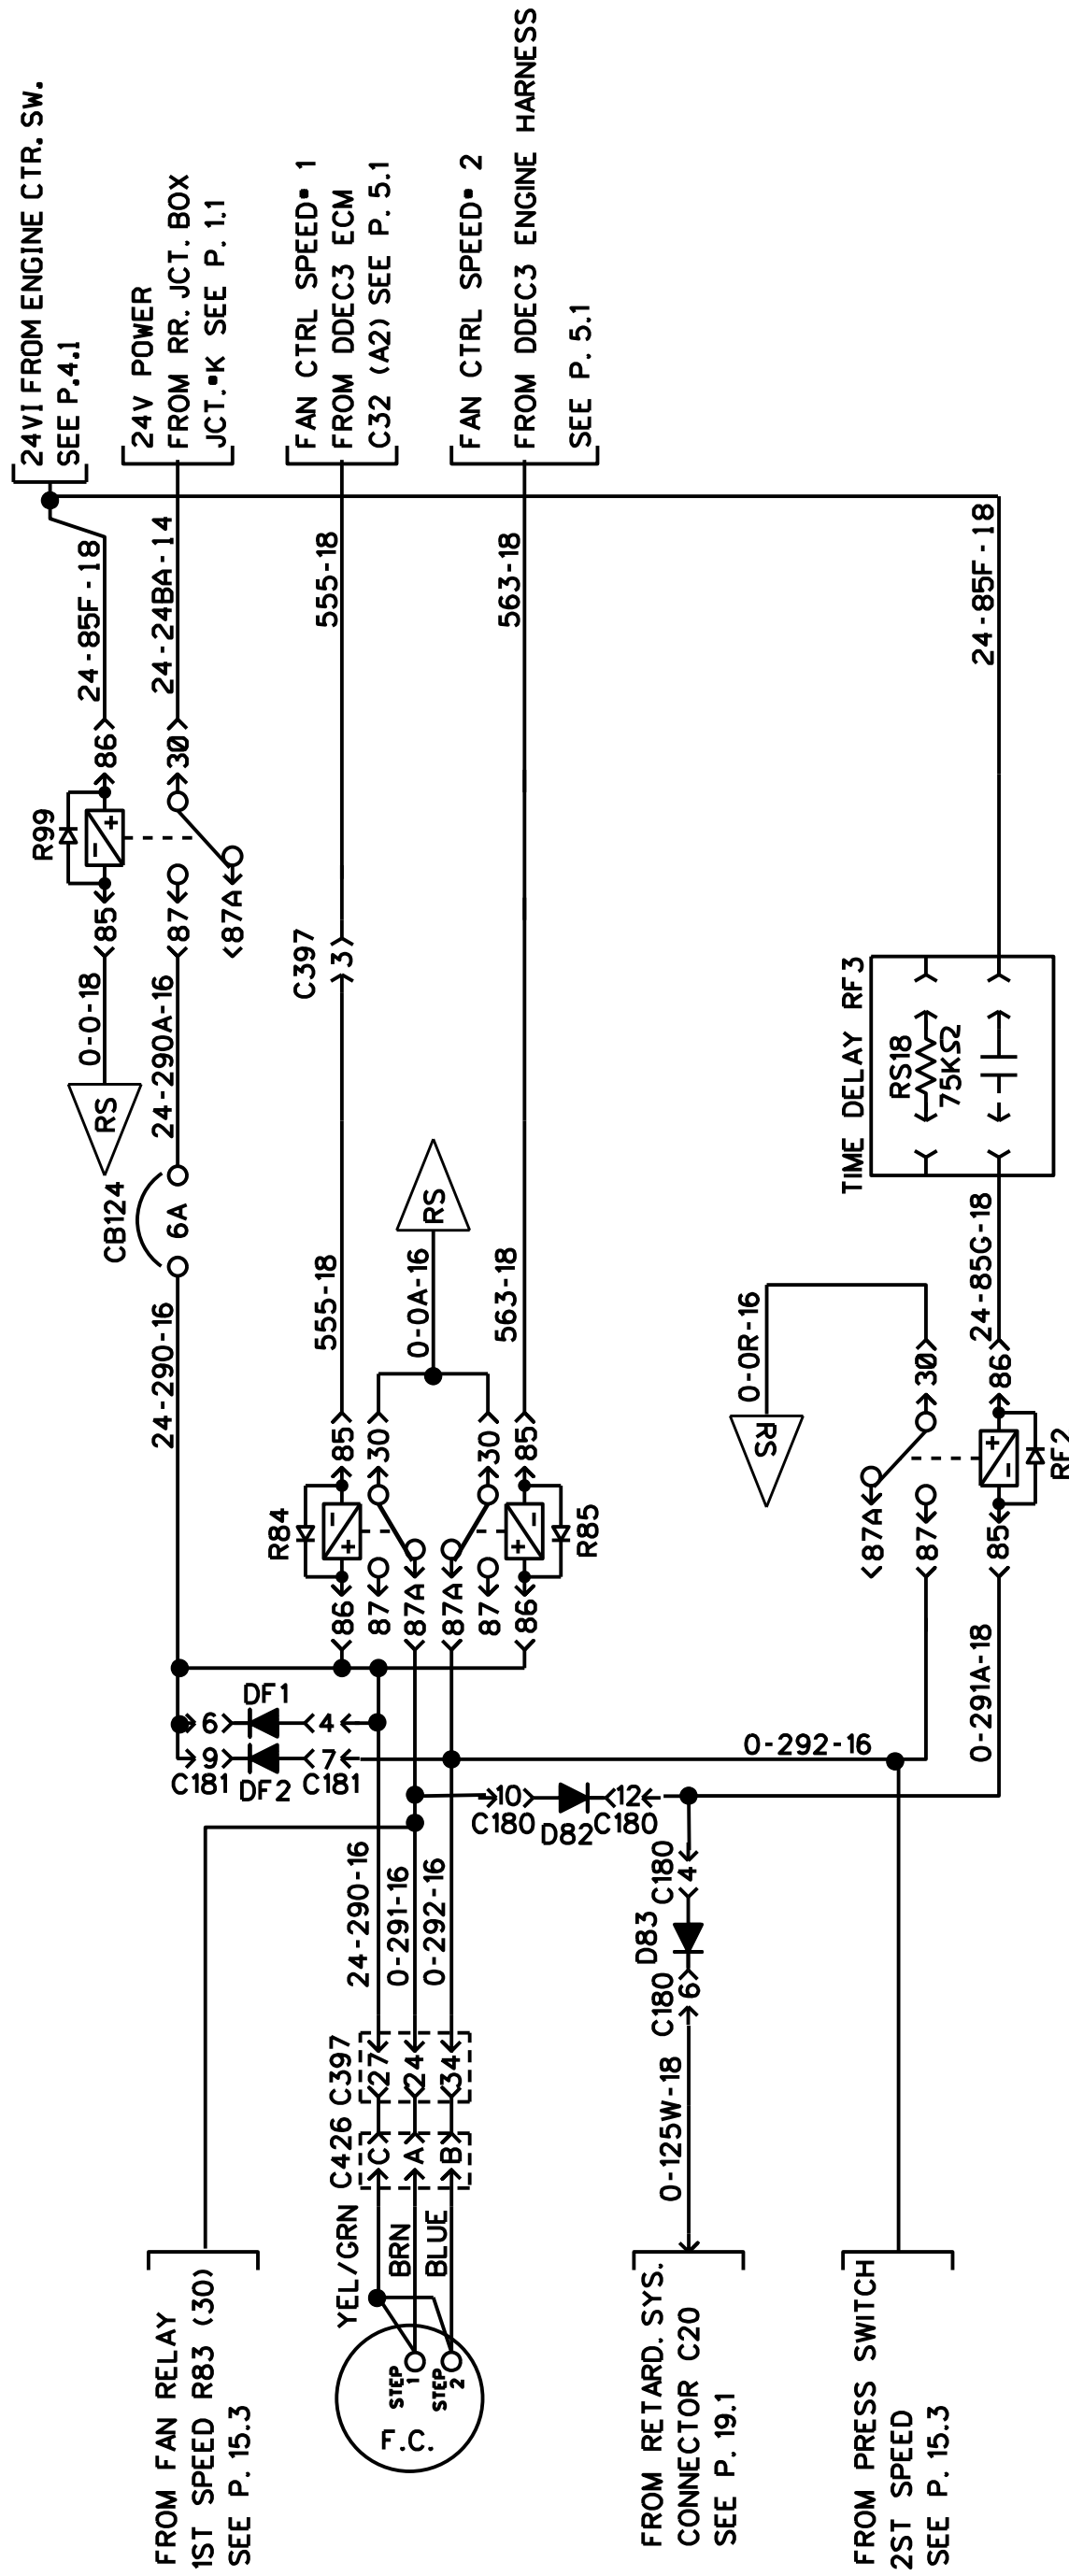 24VI FROM ENGINE CTR. SW.
SEE P.4.1
24V POWER
FROM RR. JCT. BOX
JCT.*K SEE P. 1.1
FAN CTRL SPEED* 1
FROM DDEC3 ECM
C32 (A2) SEE P. 5.1
FAN CTRL SPEED* 2
FROM DDEC3 ENGINE HARNESS
SEE P. 5.1
R99
85
86
0-0-18
24-85F-18
RS
87
30
87A
24-290A-16
24-24BA-14
CB124
6A
24-290-16
C397
3
555-18
555-18
RS
0-0A-16
563-18
563-18
R84
86
85
87
30
87A
87A
87
30
86
85
R85
TIME DELAY RF3
RS18
75KΩ
24-85F-18
24-85G-18
RS
0-0R-16
87A
87
30
85
86
RF2
DF1
6
4
9
7
C181
DF2
C181
0-292-16
0-291A-18
10
12
C180
D82
C180
24-290-16
0-291-16
0-292-16
C180
4
D83
C180
6
0-125W-18
C426
C397
C
27
A
24
B
34
YEL/GRN
BRN
BLUE
STEP
1
STEP
2
F.C.
FROM FAN RELAY
1ST SPEED R83 (30)
SEE P. 15.3
FROM RETARD. SYS.
CONNECTOR C20
SEE P. 19.1
FROM PRESS SWITCH
2ST SPEED
SEE P. 15.3